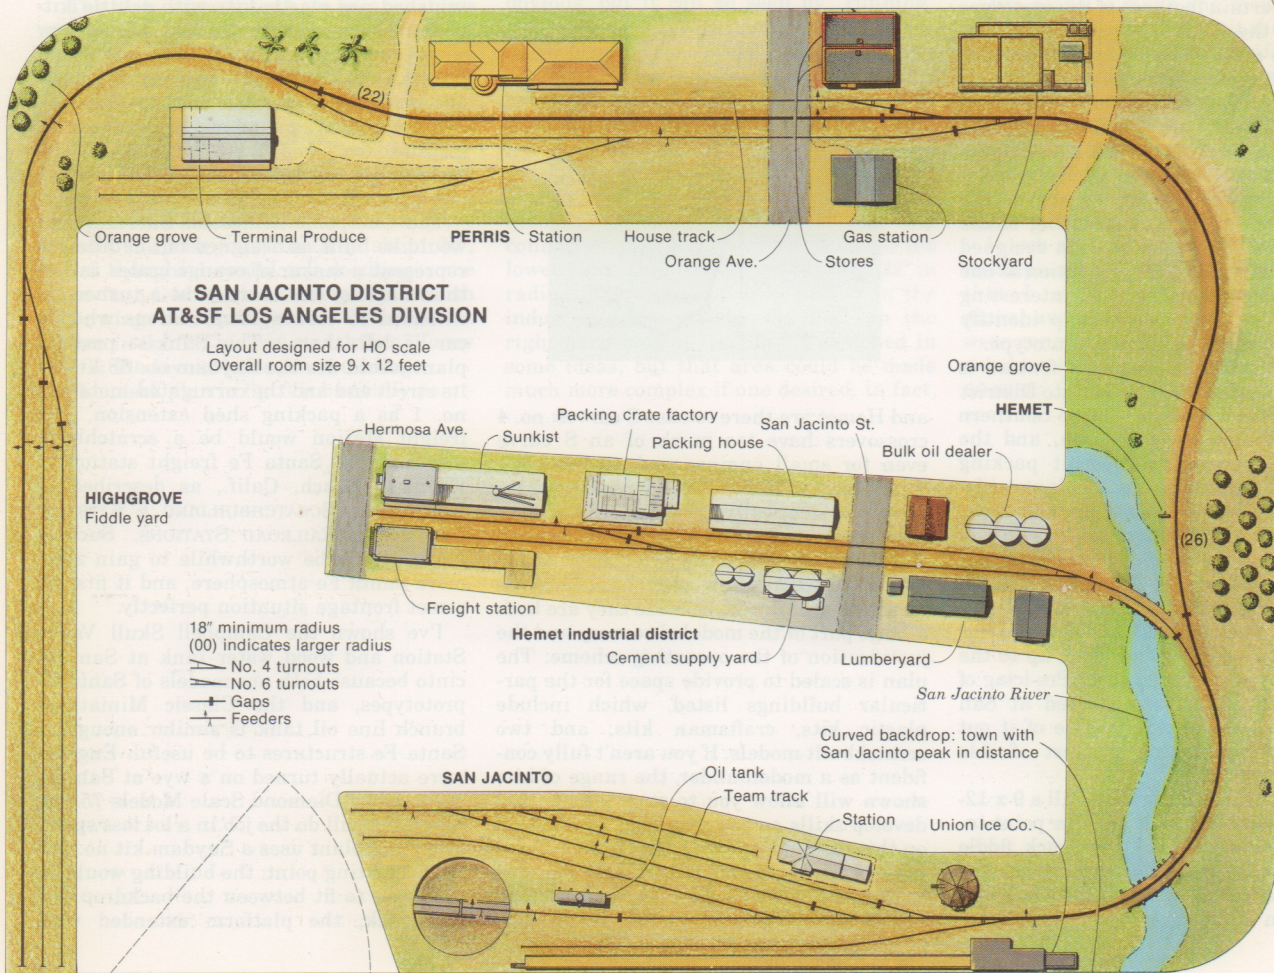 (22)
Orange grove
Terminal Produce
PERRIS
Station
House track
Gas station
Orange Ave.
Stores
Stockyard
SAN JACINTO DISTRICT
AT&SF LOS ANGELES DIVISION
Layout designed for HO scale
Overall room size 9 x 12 feet
Orange grove
HEMET
Hermosa Ave.
Sunkist
Packing crate factory
Packing house
San Jacinto St.
Bulk oil dealer
HIGHGROVE
Fiddle yard
(26)
Freight station
Hemet industrial district
Cement supply yard
Lumberyard
18" minimum radius
(00) indicates larger radius
No. 4 turnouts
No. 6 turnouts
Gaps
Feeders
San Jacinto River
Curved backdrop: town with
San Jacinto peak in distance
SAN JACINTO
Oil tank
Team track
Station
Union Ice Co.